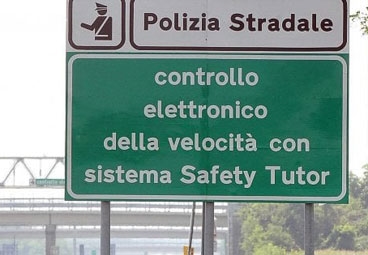 Polizia Stradale
controllo
elettronico
della velocità con
sistema Safety Tutor